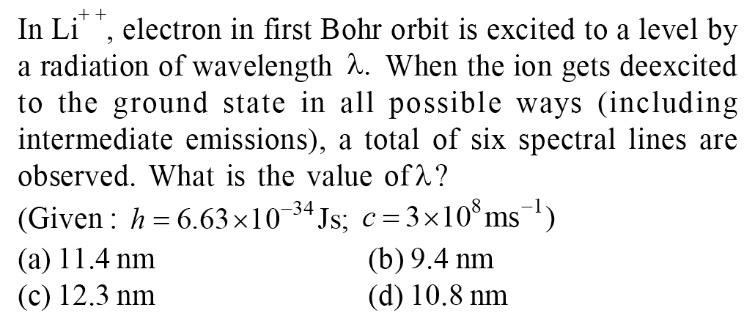 In Li⁺⁺, electron in first Bohr orbit is excited to a level by
a radiation of wavelength λ. When the ion gets deexcited
to the ground state in all possible ways (including
intermediate emissions), a total of six spectral lines are
observed. What is the value of λ?
(Given : h = 6.63×10⁻³⁴ Js; c = 3×10⁸ ms⁻¹)
(a) 11.4 nm (b) 9.4 nm
(c) 12.3 nm (d) 10.8 nm